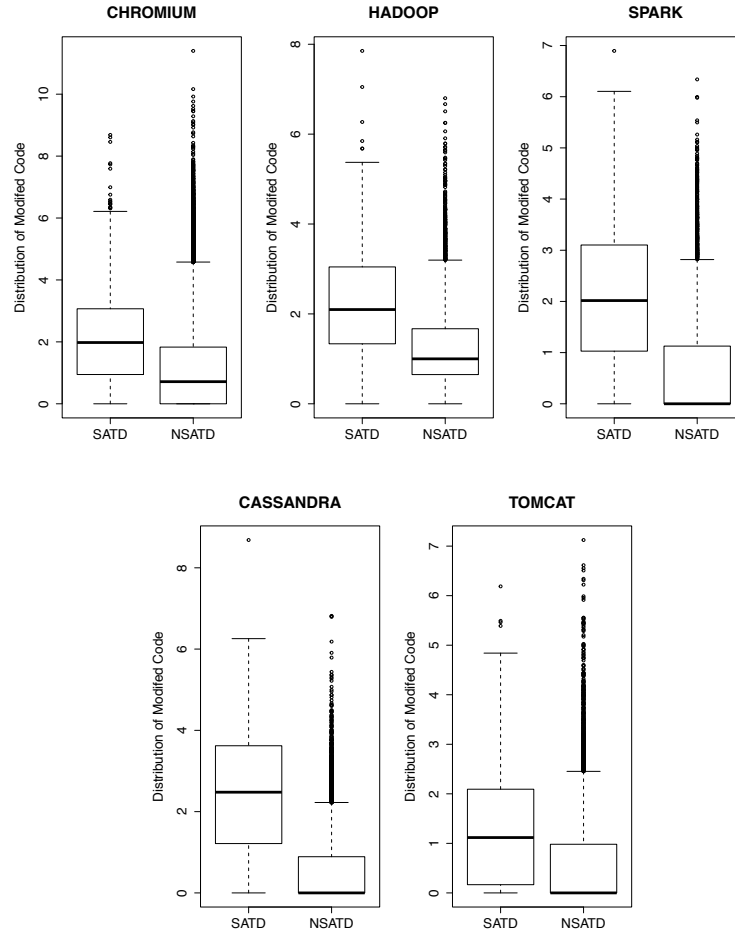 CHROMIUM
Distribution of Modifed Code
0
2
4
6
8
10
SATD
NSATD
HADOOP
Distribution of Modifed Code
0
2
4
6
8
SATD
NSATD
SPARK
Distribution of Modifed Code
0
1
2
3
4
5
6
7
SATD
NSATD
CASSANDRA
Distribution of Modifed Code
0
2
4
6
8
SATD
NSATD
TOMCAT
Distribution of Modifed Code
0
1
2
3
4
5
6
7
SATD
NSATD